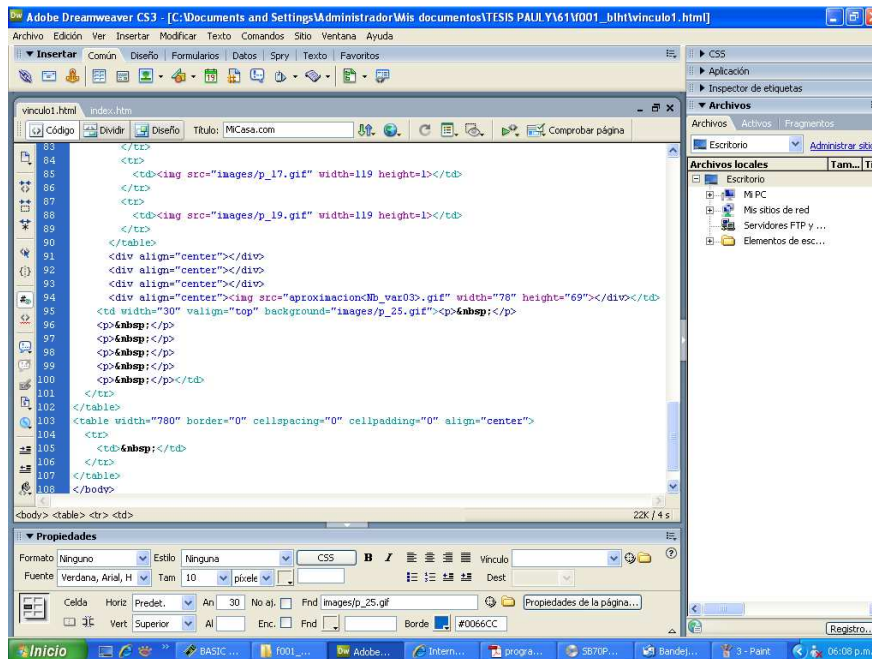 Adobe Dreamweaver CS3 - [C:\Documents and Settings\Administrador\Mis documentos\TESIS PAULY\61\f001_blht\vinculo1.html]
Archivo Edición Ver Insertar Modificar Texto Comandos Sitio Ventana Ayuda
Insertar Común Diseño Formularios Datos Spry Texto Favoritos
vinculo1.html index.htm
Código Dividir Diseño Título: MiCasa.com Comprobar página
83 </tr>
84 <tr>
85 <td><img src="images/p_17.gif" width=119 height=1></td>
86 </tr>
87 <tr>
88 <td><img src="images/p_19.gif" width=119 height=1></td>
89 </tr>
90 </table>
91 <div align="center"></div>
92 <div align="center"></div>
93 <div align="center"></div>
94 <div align="center"><img src="aproximacion<Nb_var03>.gif" width="78" height="69"></div></td>
95 <td width="30" valign="top" background="images/p_25.gif"><p>&nbsp;</p>
96 <p>&nbsp;</p>
97 <p>&nbsp;</p>
98 <p>&nbsp;</p>
99 <p>&nbsp;</p>
100 <p>&nbsp;</p></td>
101 </tr>
102 </table>
103 <table width="780" border="0" cellspacing="0" cellpadding="0" align="center">
104 <tr>
105 <td>&nbsp;</td>
106 </tr>
107 </table>
108 </body>
<body> <table> <tr> <td> 22K / 4 s
Propiedades
Formato Ninguno Estilo Ninguna CSS B I Vínculo
Fuente Verdana, Arial, H Tam 10 píxele Dest
Celda Horiz Predet. An 30 No aj. Fnd images/p_25.gif Propiedades de la página...
Vert Superior Al Enc. Fnd Borde #0066CC
CSS
Aplicación
Inspector de etiquetas
Archivos
Archivos Activos Fragmentos
Escritorio Administrar sitio
Archivos locales Tam... Ti
Escritorio
Mi PC
Mis sitios de red
Servidores FTP y ...
Elementos de esc...
Registro...
Inicio BASIC ... f001_... Adobe... Intern... progra... SB70P... Bandej... 3 - Paint 06:08 p.m.